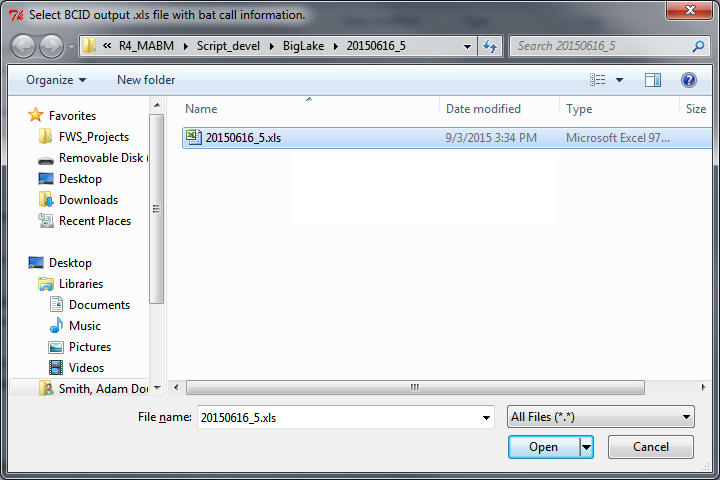 Select BCID output .xls file with bat call information.
« R4_MABM Script_devel BigLake 20150616_5
Search 20150616_5
Organize New folder
Name Date modified Type Size
20150616_5.xls 9/3/2015 3:34 PM Microsoft Excel 97...
Favorites
FWS_Projects
Removable Disk (
Desktop
Downloads
Recent Places
Desktop
Libraries
Documents
Music
Pictures
Videos
Smith, Adam Do
File name: 20150616_5.xls All Files (*.*)
Open Cancel